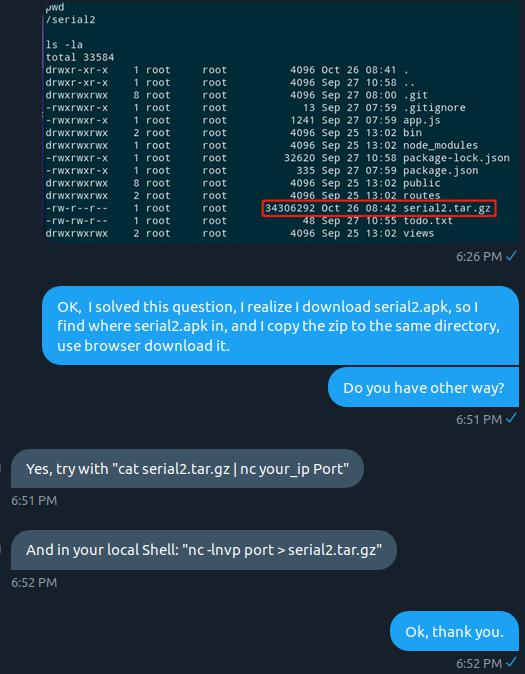 pwd
/serial2
ls -la
total 33584
drwxr-xr-x 1 root root 4096 Oct 26 08:41 .
drwxr-xr-x 1 root root 4096 Sep 27 10:58 ..
drwxrwxrwx 8 root root 4096 Sep 27 08:00 .git
-rwxrwxrwx 1 root root 13 Sep 27 07:59 .gitignore
-rwxrwxrwx 1 root root 1241 Sep 27 07:59 app.js
drwxrwxrwx 2 root root 4096 Sep 25 13:02 bin
drwxrwxrwx 1 root root 4096 Sep 25 13:02 node_modules
-rwxrwxrwx 1 root root 32620 Sep 27 10:58 package-lock.json
-rwxrwxrwx 1 root root 335 Sep 27 07:59 package.json
drwxrwxrwx 8 root root 4096 Sep 25 13:02 public
drwxrwxrwx 2 root root 4096 Sep 25 13:02 routes
-rw-r--r-- 1 root root 34306292 Oct 26 08:42 serial2.tar.gz
-rw-rw-r-- 1 root root 48 Sep 27 10:55 todo.txt
drwxrwxrwx 2 root root 4096 Sep 25 13:02 views
6:26 PM
OK, I solved this question, I realize I download serial2.apk, so I
find where serial2.apk in, and I copy the zip to the same directory,
use browser download it.
Do you have other way?
6:51 PM
Yes, try with "cat serial2.tar.gz | nc your_ip Port"
6:51 PM
And in your local Shell: "nc -lnvp port > serial2.tar.gz"
6:52 PM
Ok, thank you.
6:52 PM